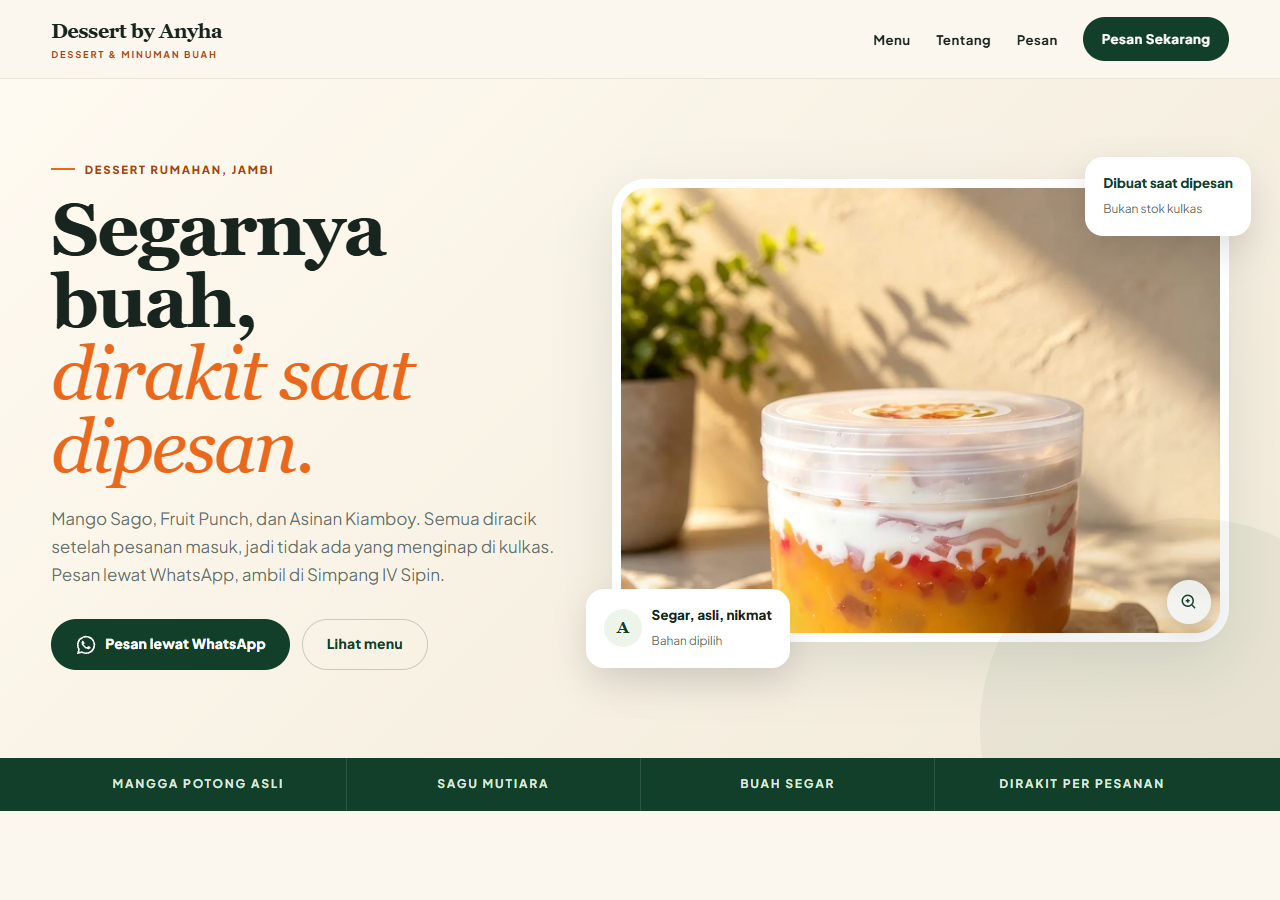 Dessert by Anyha
DESSERT & MINUMAN BUAH
Menu
Tentang
Pesan
Pesan Sekarang
DESSERT RUMAHAN, JAMBI
Segarnya
buah,
dirakit saat
dipesan.
Mango Sago, Fruit Punch, dan Asinan Kiamboy. Semua diracik
setelah pesanan masuk, jadi tidak ada yang menginap di kulkas.
Pesan lewat WhatsApp, ambil di Simpang IV Sipin.
Pesan lewat WhatsApp
Lihat menu
Dibuat saat dipesan
Bukan stok kulkas
A
Segar, asli, nikmat
Bahan dipilih
MANGGA POTONG ASLI
SAGU MUTIARA
BUAH SEGAR
DIRAKIT PER PESANAN